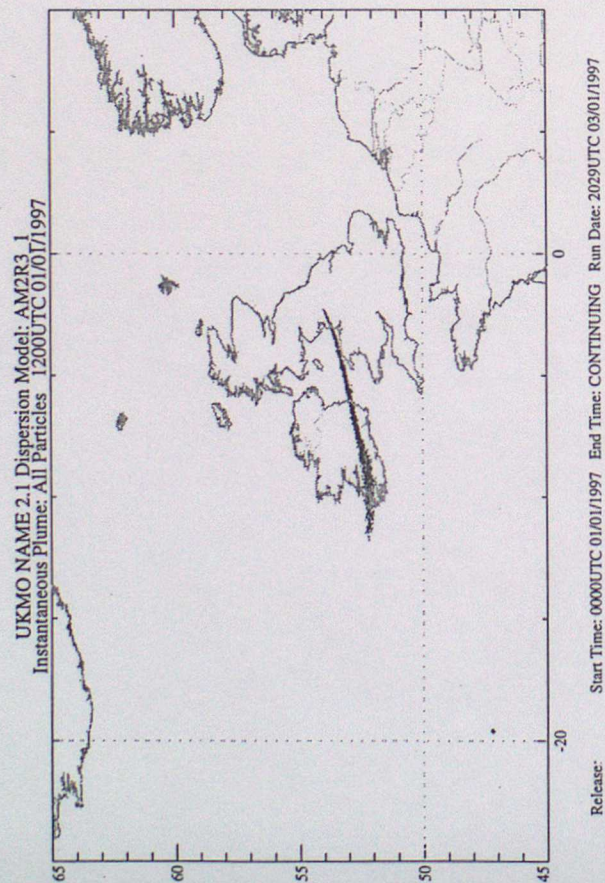 UKMO NAME 2.1 Dispersion Model: AM2R3_1
Instantaneous Plume: All Particles 1200UTC 01/01/1997
65
60
55
50
45
-20
0
Release: Start Time: 0000UTC 01/01/1997 End Time: CONTINUING Run Date: 2029UTC 03/01/1997